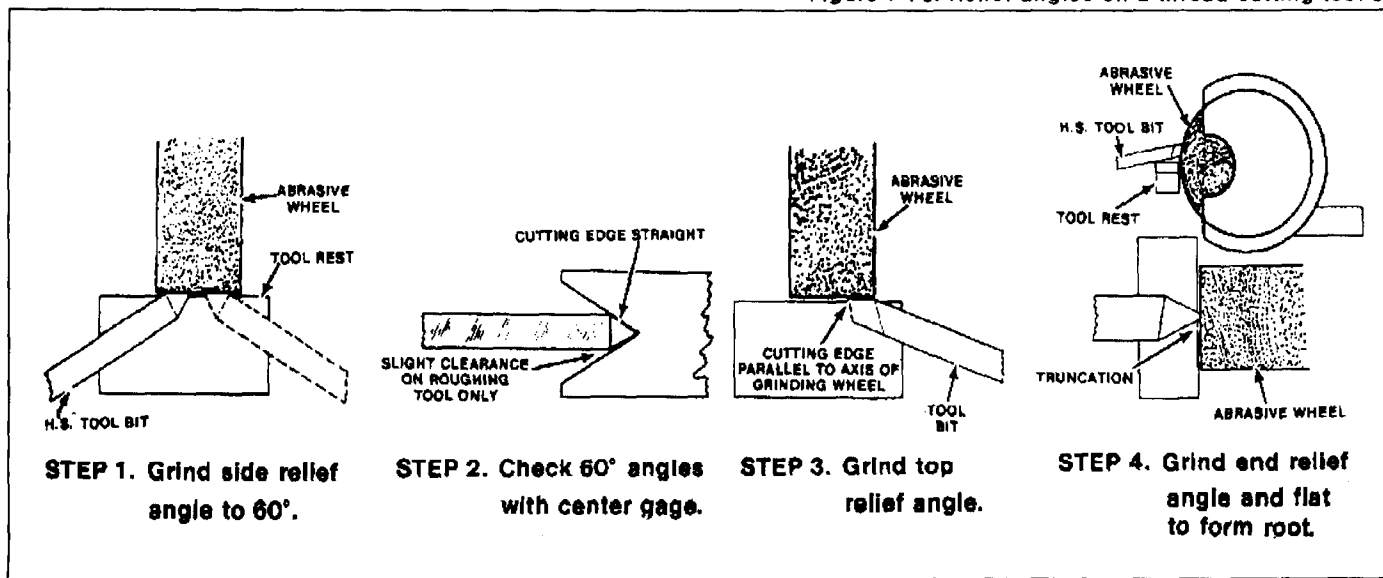 ABRASIVE
WHEEL
TOOL REST
H.S. TOOL BIT
STEP 1. Grind side relief
angle to 60°.
CUTTING EDGE STRAIGHT
SLIGHT CLEARANCE
ON ROUGHING
TOOL ONLY
STEP 2. Check 60° angles
with center gage.
ABRASIVE
WHEEL
CUTTING EDGE
PARALLEL TO AXIS OF
GRINDING WHEEL
TOOL
BIT
STEP 3. Grind top
relief angle.
ABRASIVE
WHEEL
H.S. TOOL BIT
TOOL REST
TRUNCATION
ABRASIVE WHEEL
STEP 4. Grind end relief
angle and flat
to form root.